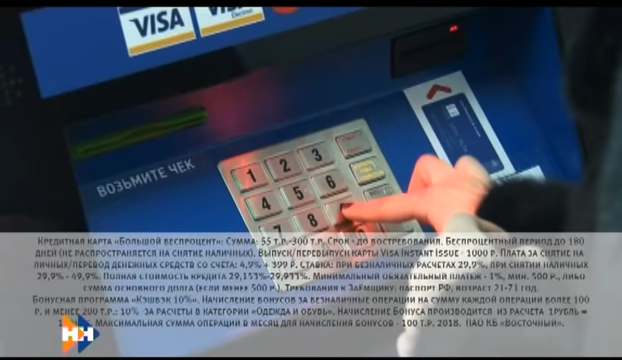 VISA
VISA
Electron
ВОЗЬМИТЕ ЧЕК
1 2 3
4 5 6
7 8
Кредитная карта «Большой беспроцент»: Сумма: 55 т.р.-300 т.р. Срок - до востребования. Беспроцентный период до 180
дней (не распространяется на снятие наличных). Выпуск/перевыпуск карты Visa Instant Issue - 1000 р. Плата за снятие на
личных/перевод денежных средств со счета: 4,9% + 399 р. Ставка: при безналичных расчетах 29,9%, при снятии наличных
29,9% - 49,9%. Полная стоимость кредита 29,153%-29,933%. Минимальный обязательный платеж - 1%, мин. 500 р., либо
сумма основного долга (если менее 500 р.). Требования к заёмщику: паспорт РФ, возраст 21-71 год.
Бонусная программа «Кэшбэк 10%». Начисление бонусов за безналичные операции на сумму каждой операции более 100
р. и менее 200 т.р.: 10% за расчеты в категории «Одежда и обувь». Начисление Бонуса производится из расчета 1рубль =
Максимальная сумма операции в месяц для начисления бонусов - 100 т.р. 2018. ПАО КБ «Восточный».
НН